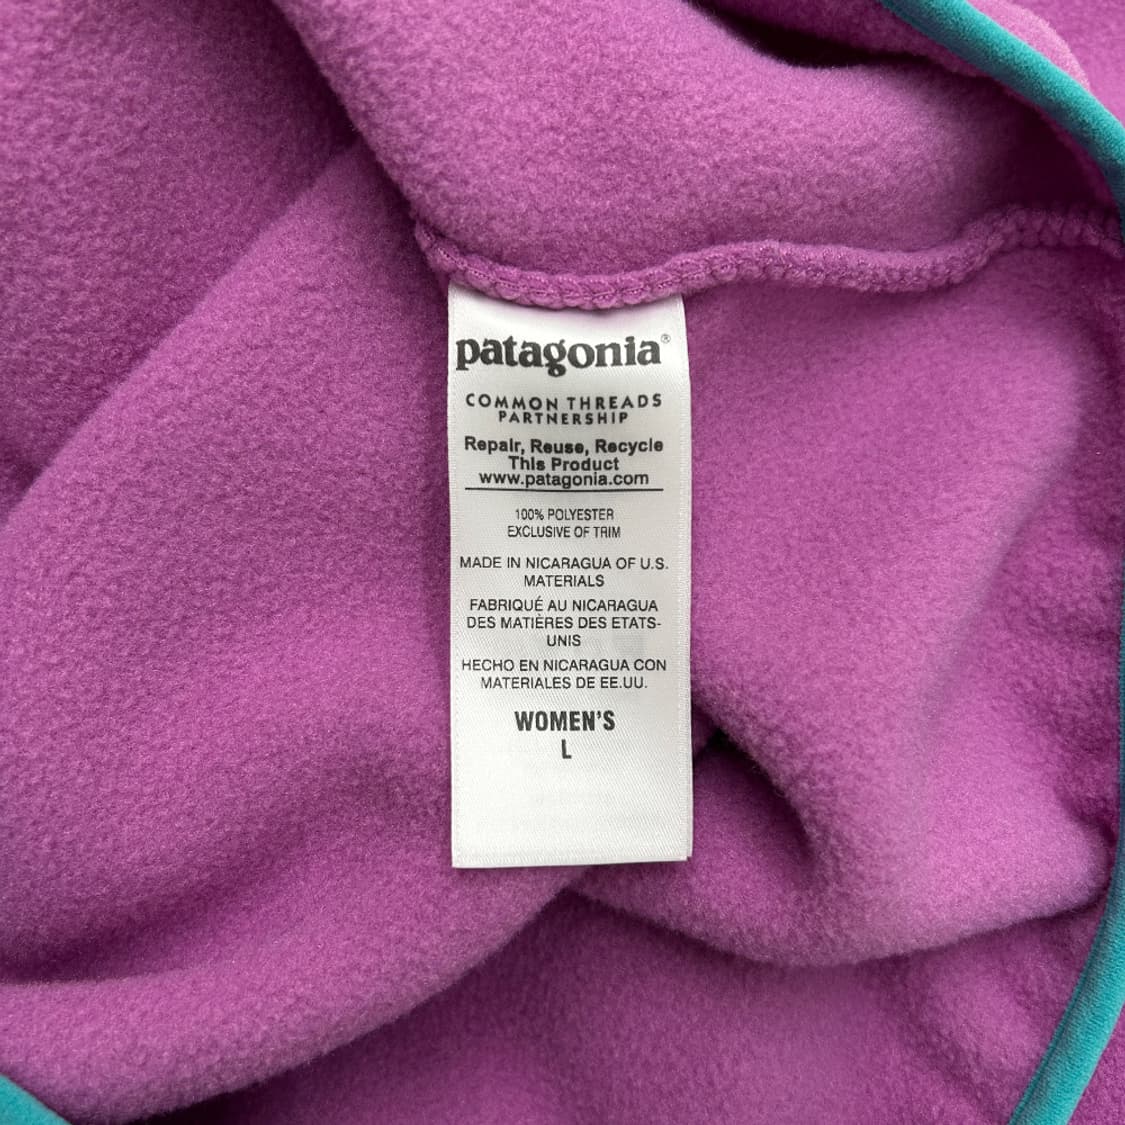 patagonia®
COMMON THREADS
PARTNERSHIP
Repair, Reuse, Recycle
This Product
www.patagonia.com
100% POLYESTER
EXCLUSIVE OF TRIM
MADE IN NICARAGUA OF U.S.
MATERIALS
FABRIQUÉ AU NICARAGUA
DES MATIÈRES DES ETATS-
UNIS
HECHO EN NICARAGUA CON
MATERIALES DE EE.UU.
WOMEN'S
L